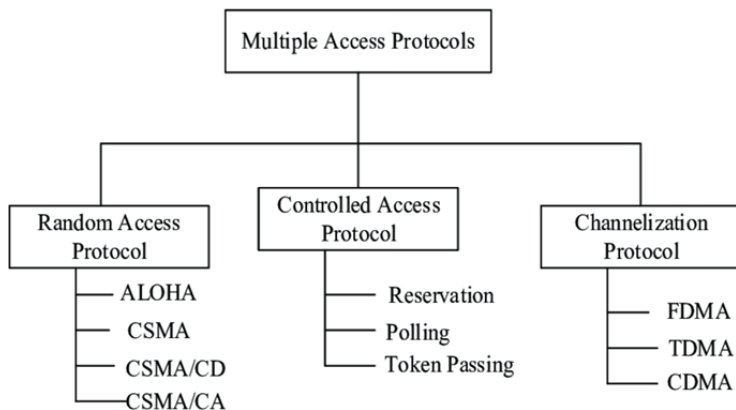 Multiple Access Protocols
Random Access
Protocol
ALOHA
CSMA
CSMA/CD
CSMA/CA
Controlled Access
Protocol
Reservation
Polling
Token Passing
Channelization
Protocol
FDMA
TDMA
CDMA